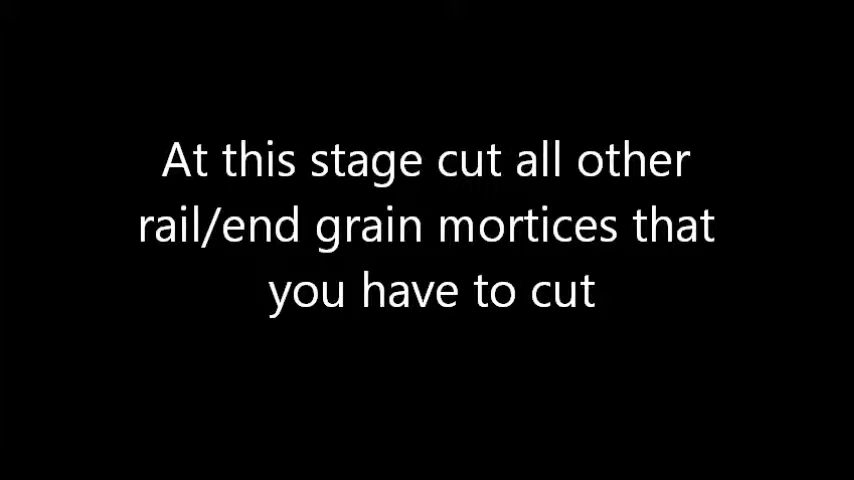 At this stage cut all other
rail/end grain mortices that
you have to cut